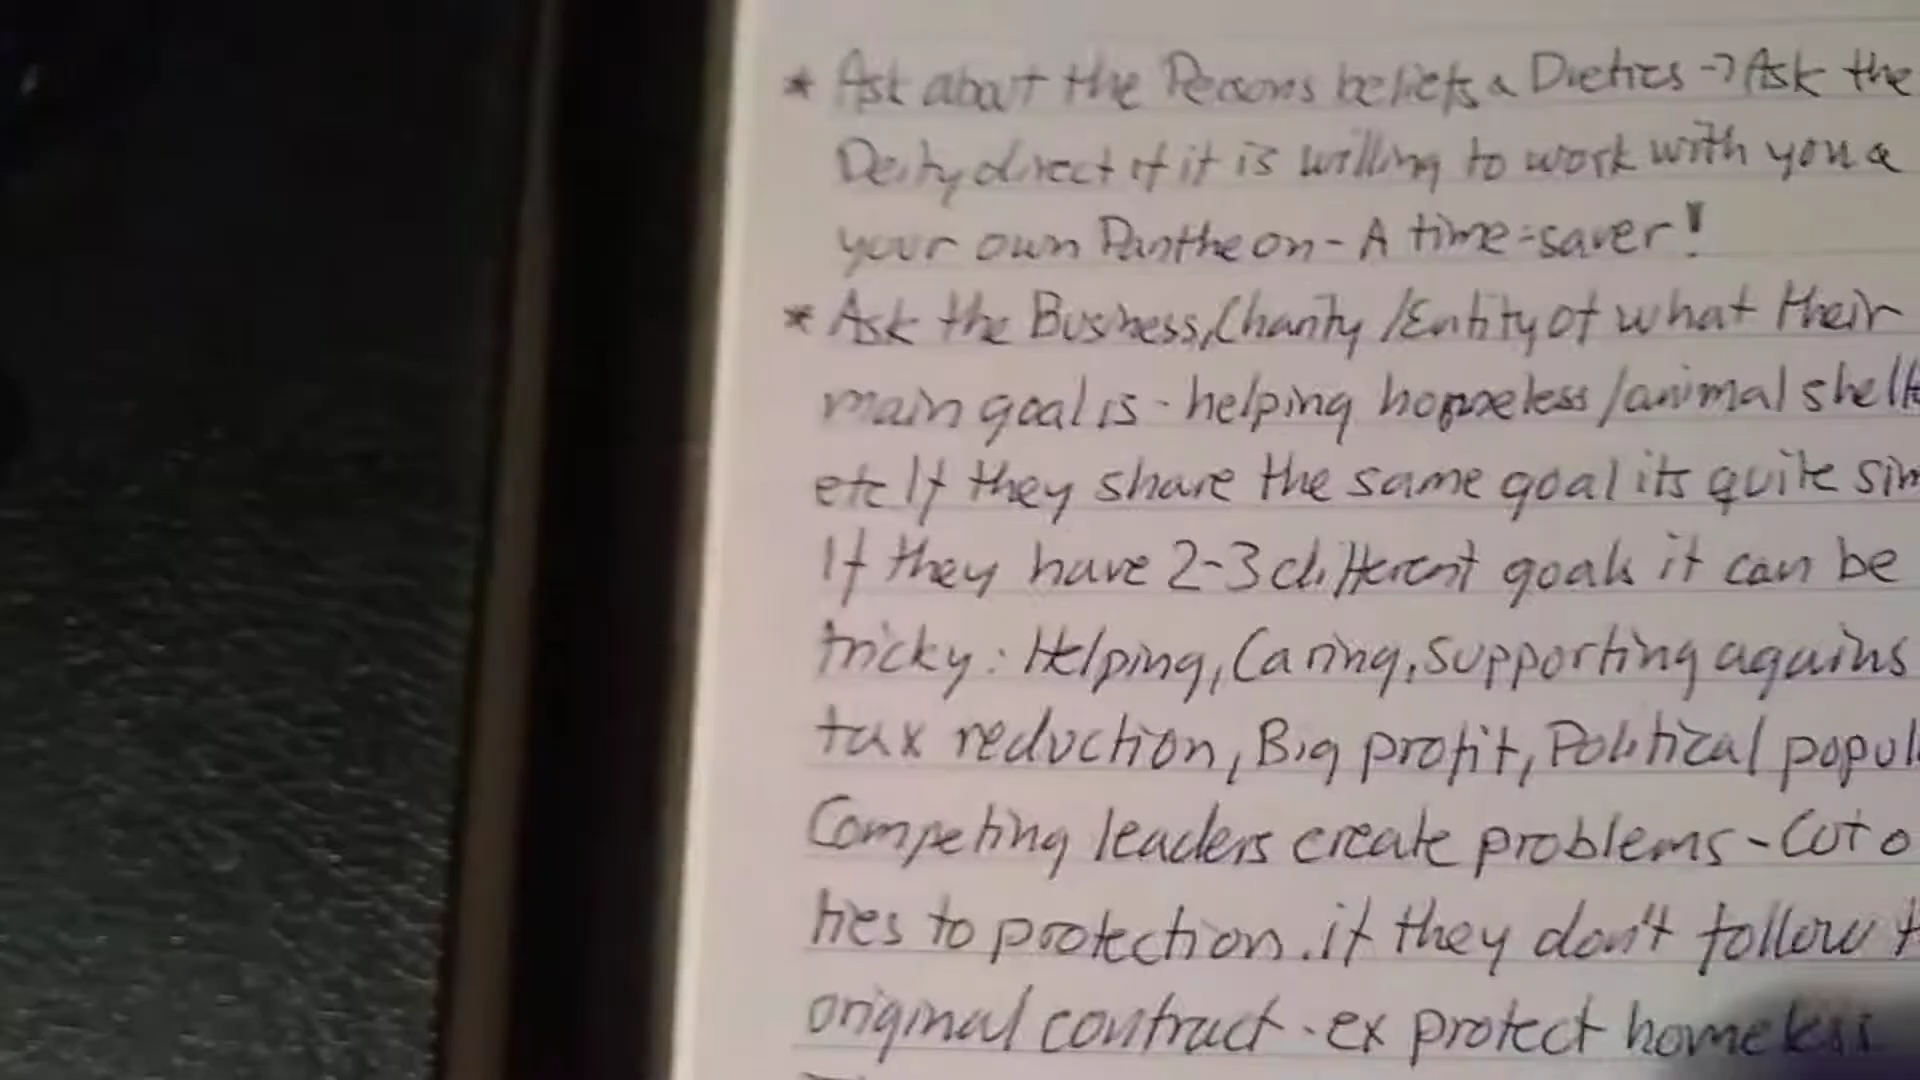 * Ask about the Persons beliefs & Dieties → Ask the
Deity direct if it is willing to work with you &
your own Pantheon - A time-saver!
* Ask the Business, Charity / Entity of what their
main goal is - helping homeless / animal shelt
etc If they share the same goal its quite sim
If they have 2-3 different goals it can be
tricky: Helping, Caring, Supporting agains
tax reduction, Big profit, Political popul
Competing leaders create problems - Cut o
ties to protection. if they don't follow t
original contract - ex protect homeless